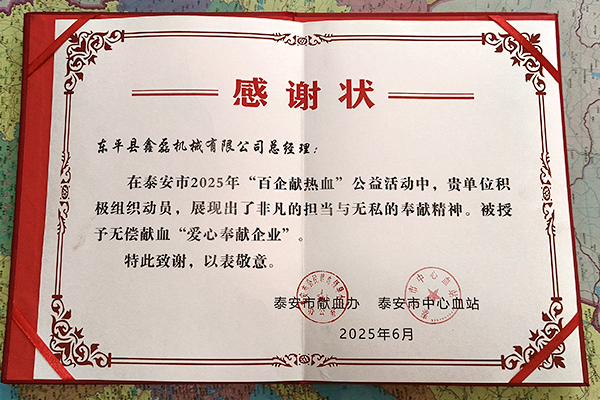 感谢状
东平县鑫磊机械有限公司总经理：
在泰安市2025年“百企献热血”公益活动中，贵单位积
极组织动员，展现出了非凡的担当与无私的奉献精神。被授
予无偿献血“爱心奉献企业”。
特此致谢，以表敬意。
泰安市献血办 泰安市中心血站
2025年6月